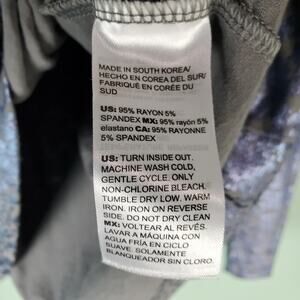 MADE IN SOUTH KOREA/
HECHO EN COREA DEL SUR/
FABRIQUÉ EN CORÉE DU
SUD
US: 95% RAYON 5%
SPANDEX MX: 95% rayón 5%
elastano CA: 95% RAYONNE
5% SPANDEX
US: TURN INSIDE OUT.
MACHINE WASH COLD,
GENTLE CYCLE. ONLY
NON-CHLORINE BLEACH.
TUMBLE DRY LOW. WARM
IRON. IRON ON REVERSE
SIDE. DO NOT DRY CLEAN
MX: VOLTEAR AL REVÉS.
LAVAR A MÁQUINA CON
AGUA FRÍA EN CICLO
SUAVE. SOLAMENTE
BLANQUEADOR SIN CLORO.